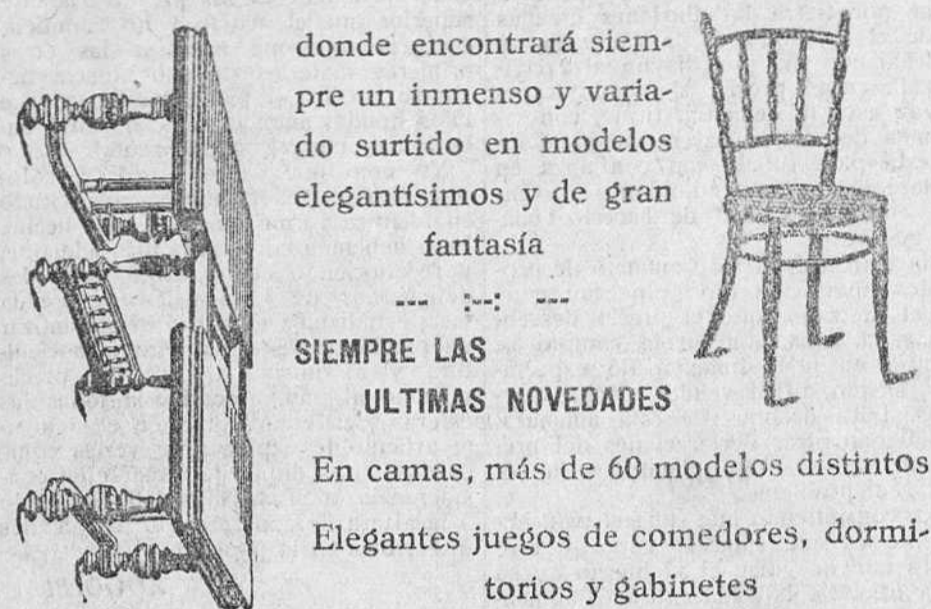 donde encontrará siem-
pre un inmenso y varia-
do surtido en modelos
elegantísimos y de gran
fantasía
--- :--: ---
SIEMPRE LAS
ULTIMAS NOVEDADES
En camas, más de 60 modelos distintos
Elegantes juegos de comedores, dormi-
torios y gabinetes